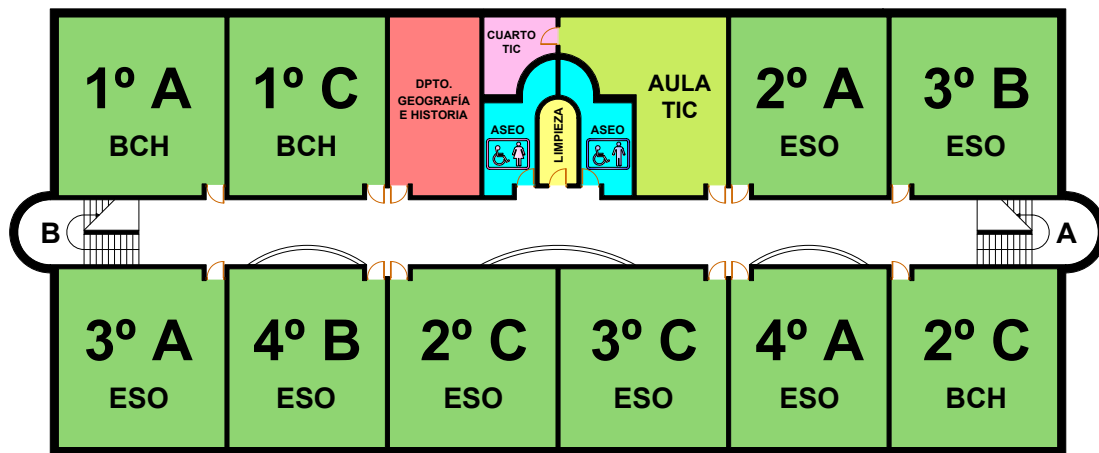 1º A
BCH
1º C
BCH
DPTO.
GEOGRAFÍA
E HISTORIA
CUARTO
TIC
ASEO
LIMPIEZA
ASEO
AULA
TIC
2º A
ESO
3º B
ESO
B
A
3º A
ESO
4º B
ESO
2º C
ESO
3º C
ESO
4º A
ESO
2º C
BCH